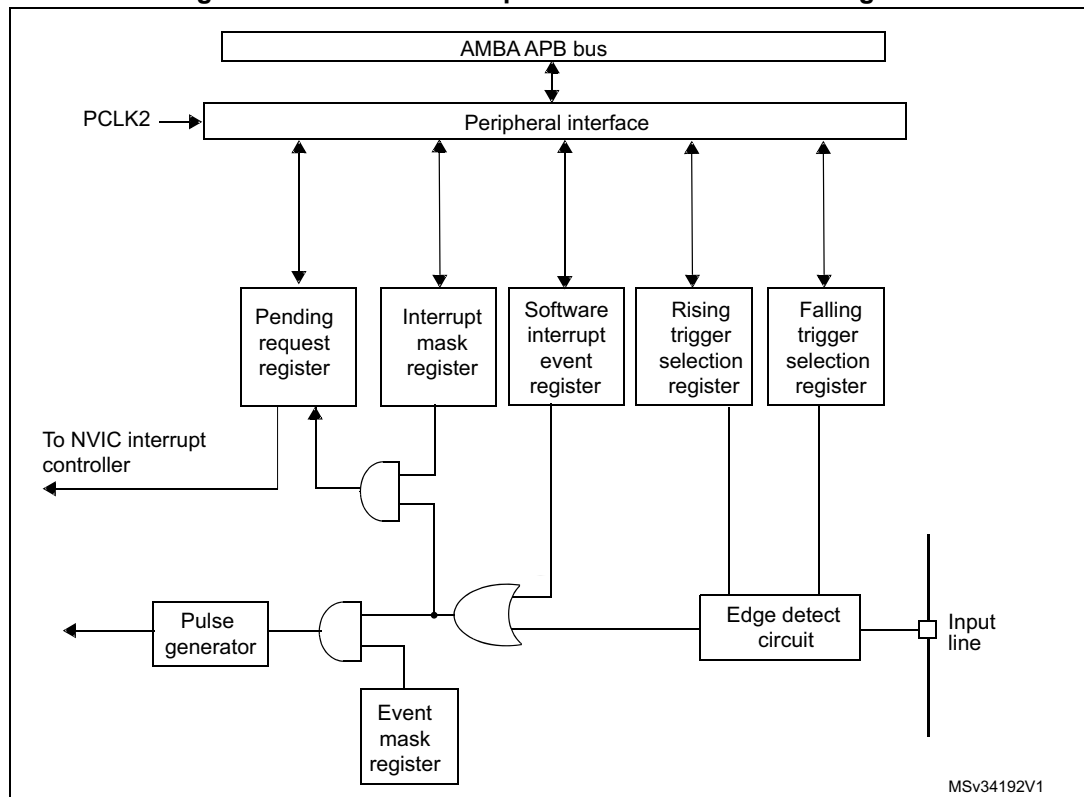 AMBA APB bus
PCLK2
Peripheral interface
Pending
request
register
Interrupt
mask
register
Software
interrupt
event
register
Rising
trigger
selection
register
Falling
trigger
selection
register
To NVIC interrupt
controller
Pulse
generator
Event
mask
register
Edge detect
circuit
Input
line
MSv34192V1